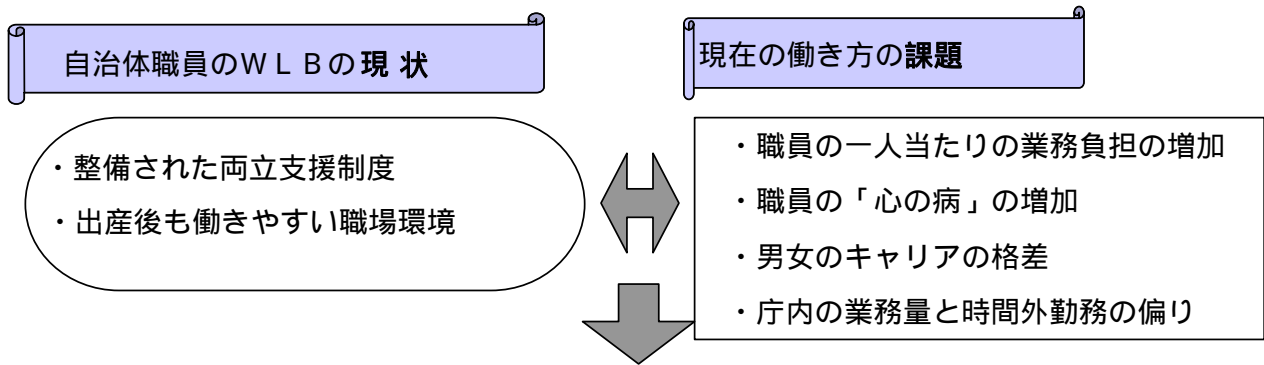 自治体職員のＷＬＢの現 状
・整備された両立支援制度
・出産後も働きやすい職場環境
現在の働き方の課題
・職員の一人当たりの業務負担の増加
・職員の「心の病」の増加
・男女のキャリアの格差
・庁内の業務量と時間外勤務の偏り